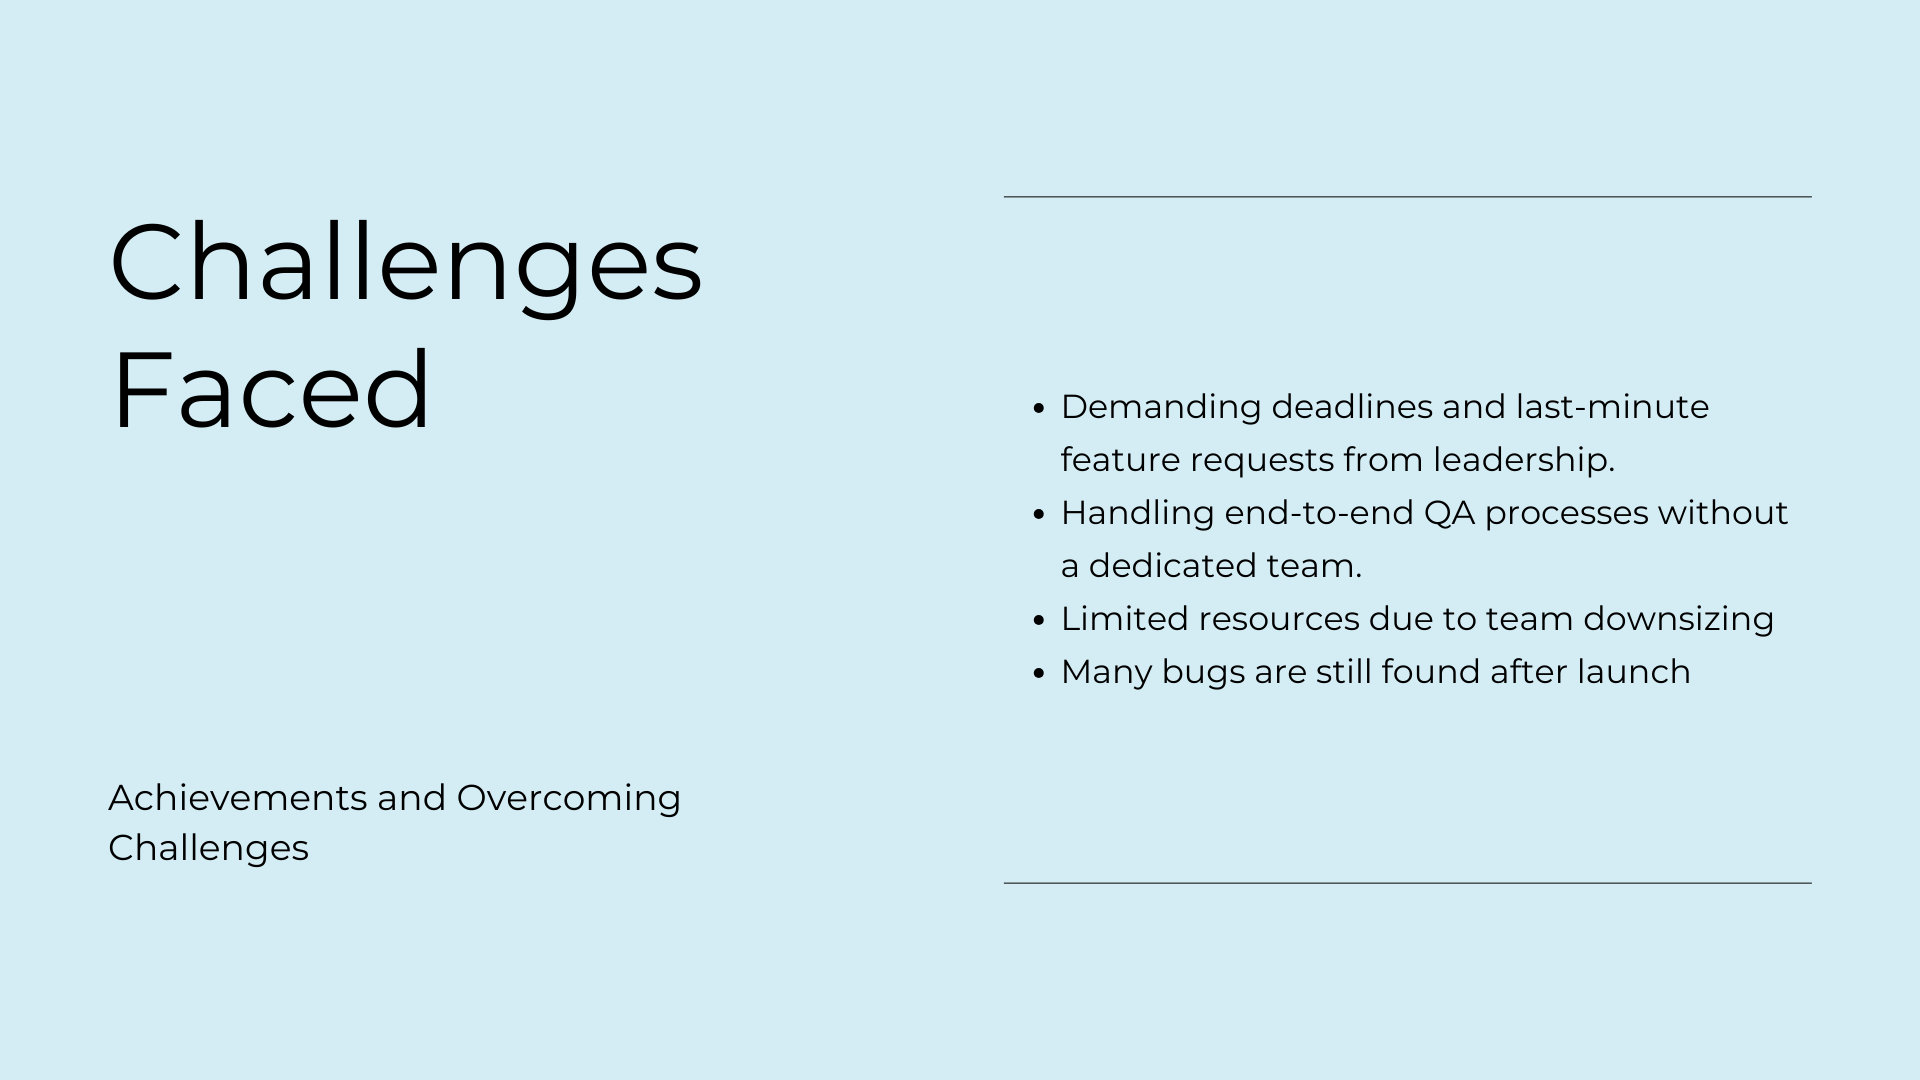 Challenges
Faced
Achievements and Overcoming
Challenges
• Demanding deadlines and last-minute
feature requests from leadership.
• Handling end-to-end QA processes without
a dedicated team.
• Limited resources due to team downsizing
• Many bugs are still found after launch